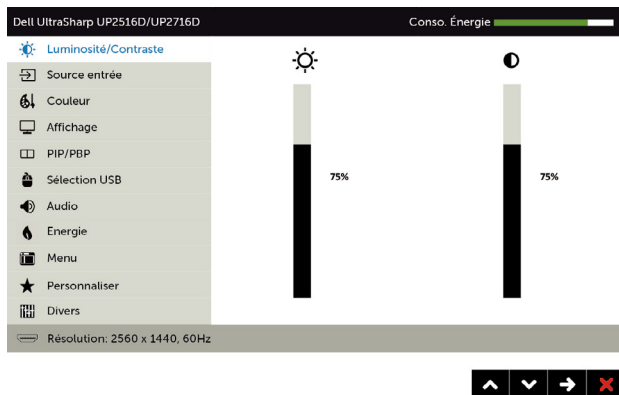 Dell UltraSharp UP2516D/UP2716D
Conso. Énergie
Luminosité/Contraste
Source entrée
Couleur
Affichage
PIP/PBP
Sélection USB
Audio
Energie
Menu
Personnaliser
Divers
75%
75%
Résolution: 2560 x 1440, 60Hz